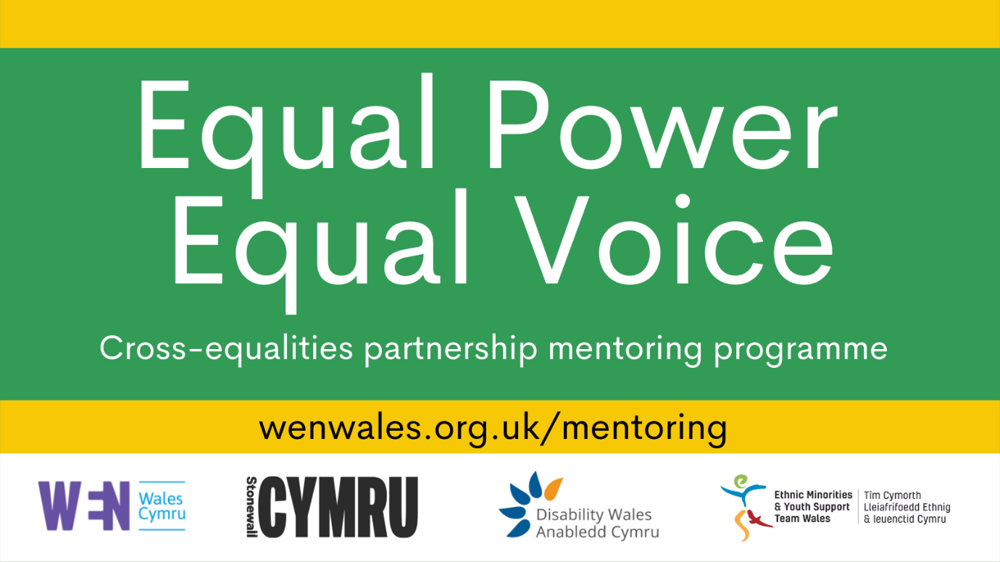 Equal Power
Equal Voice
Cross-equalities partnership mentoring programme
wenwales.org.uk/mentoring
WEN
Wales
Cymru
Stonewall
CYMRU
Disability Wales
Anabledd Cymru
Ethnic Minorities
& Youth Support
Team Wales
Tîm Cymorth
Lleiafrifoedd Ethnig
& Ieuenctid Cymru